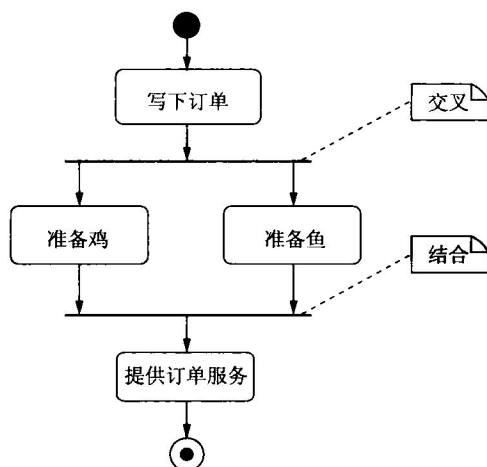 写下订单
交叉
准备鸡
准备鱼
结合
提供订单服务